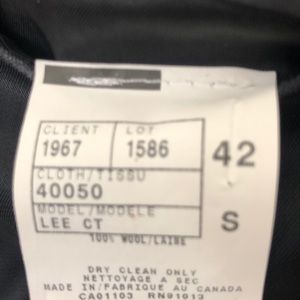 CLIENT LOT
1967 1586 42
CLOTH/TISSU
40050
MODEL/MODELE S
LEE CT
100% WOOL/LAINE
DRY CLEAN ONLY
NETTOYAGE A SEC
MADE IN/FABRIQUE AU CANADA
CA01103 RN91013